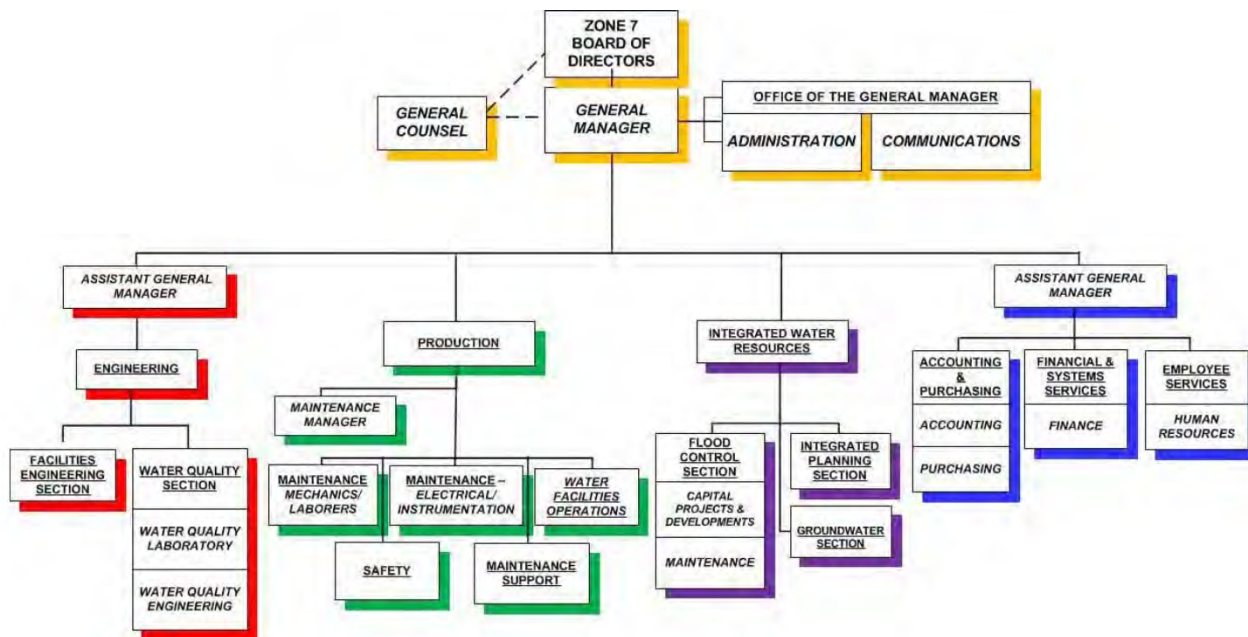 ZONE 7
BOARD OF
DIRECTORS
GENERAL
COUNSEL
GENERAL
MANAGER
OFFICE OF THE GENERAL MANAGER
ADMINISTRATION
COMMUNICATIONS
ASSISTANT GENERAL
MANAGER
ENGINEERING
FACILITIES
ENGINEERING
SECTION
WATER QUALITY
SECTION
WATER QUALITY
LABORATORY
WATER QUALITY
ENGINEERING
PRODUCTION
MAINTENANCE
MANAGER
MAINTENANCE
MECHANICS/
LABORERS
MAINTENANCE –
ELECTRICAL/
INSTRUMENTATION
WATER
FACILITIES
OPERATIONS
SAFETY
MAINTENANCE
SUPPORT
INTEGRATED WATER
RESOURCES
FLOOD
CONTROL
SECTION
CAPITAL
PROJECTS &
DEVELOPMENTS
MAINTENANCE
INTEGRATED
PLANNING
SECTION
GROUNDWATER
SECTION
ASSISTANT GENERAL
MANAGER
ACCOUNTING
&
PURCHASING
ACCOUNTING
PURCHASING
FINANCIAL &
SYSTEMS
SERVICES
FINANCE
EMPLOYEE
SERVICES
HUMAN
RESOURCES